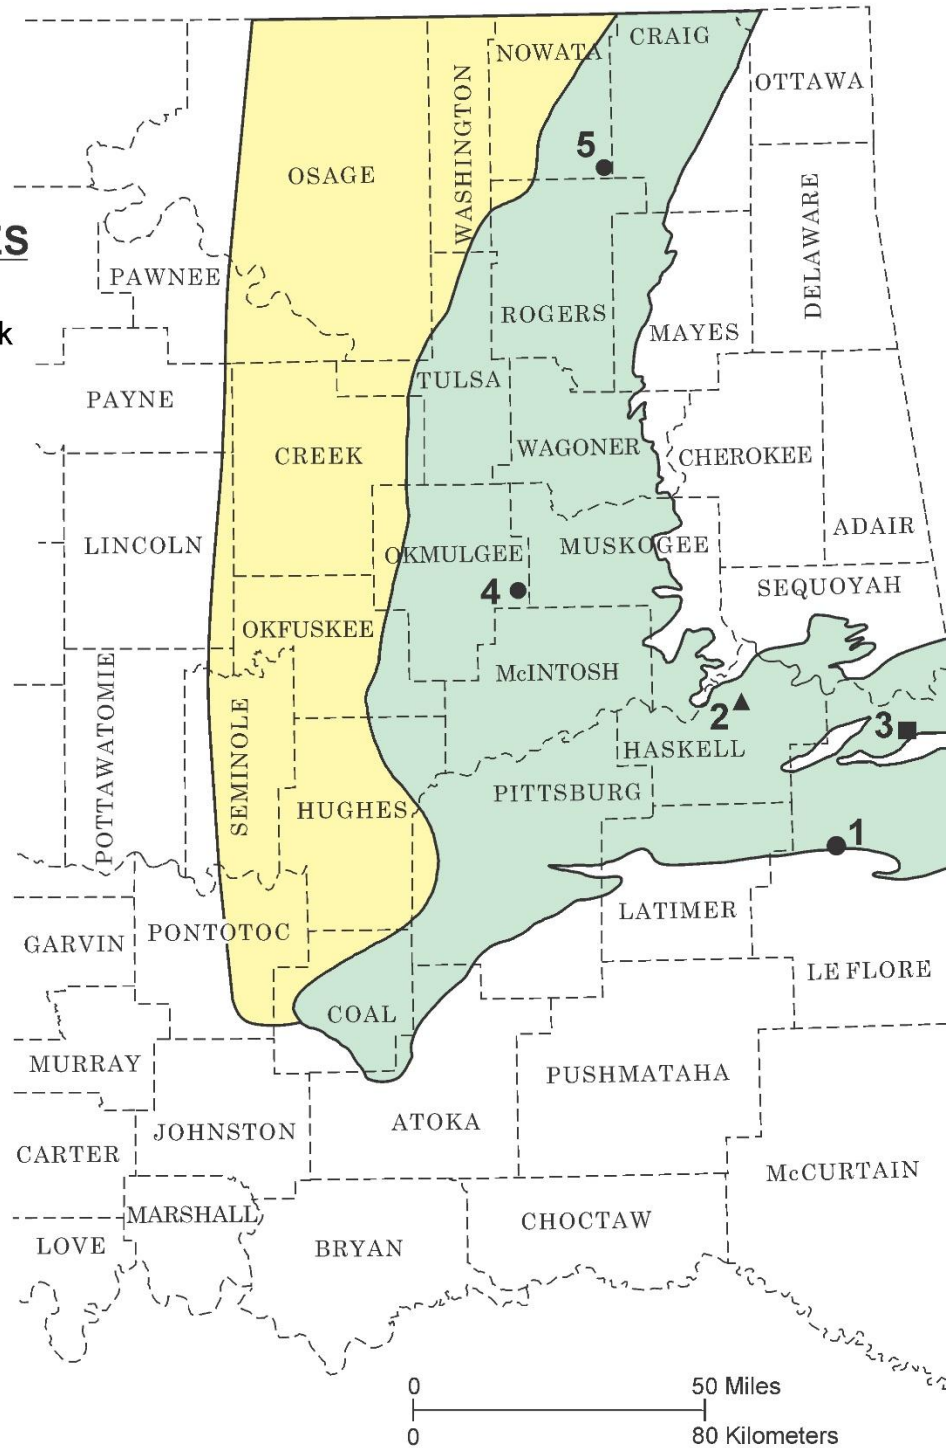 CRAIG
NOWATA
OTTAWA
WASHINGTON
5
OSAGE
DELAWARE
ES
PAWNEE
ROGERS
k
MAYES
TULSA
PAYNE
WAGONER
CREEK
CHEROKEE
ADAIR
LINCOLN
OKMULGEE
MUSKOGEE
4
SEQUOYAH
OKFUSKEE
McINTOSH
POTTAWATOMIE
2
3
SEMINOLE
HASKELL
PITTSBURG
HUGHES
1
LATIMER
GARVIN
PONTOTOC
LE FLORE
COAL
MURRAY
PUSHMATAHA
JOHNSTON
ATOKA
CARTER
McCURTAIN
MARSHALL
CHOCTAW
LOVE
BRYAN
0 50 Miles
0 80 Kilometers